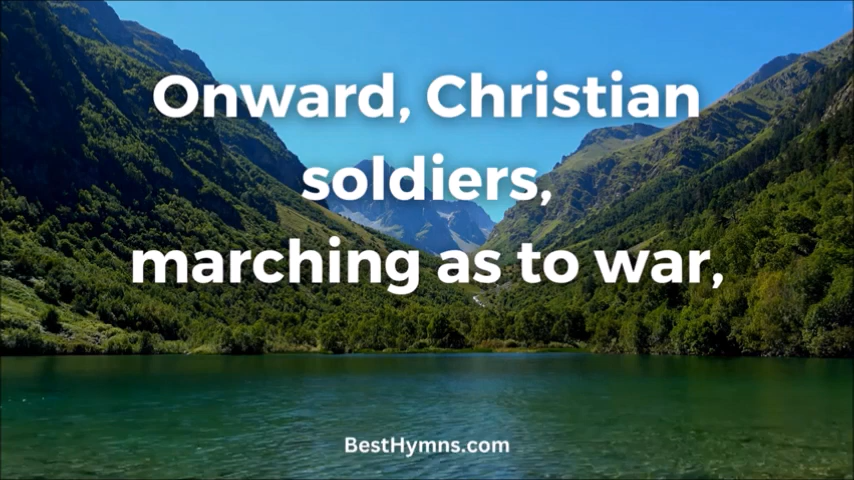 Onward, Christian
soldiers,
marching as to war,
BestHymns.com